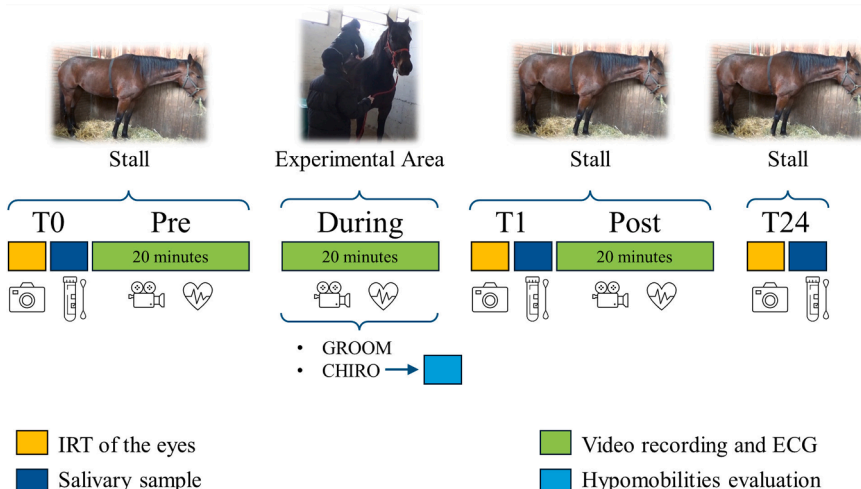 Stall Experimental Area Stall Stall
T0 Pre During T1 Post T24
20 minutes 20 minutes 20 minutes
• GROOM
• CHIRO
IRT of the eyes Video recording and ECG
Salivary sample Hypomobilities evaluation